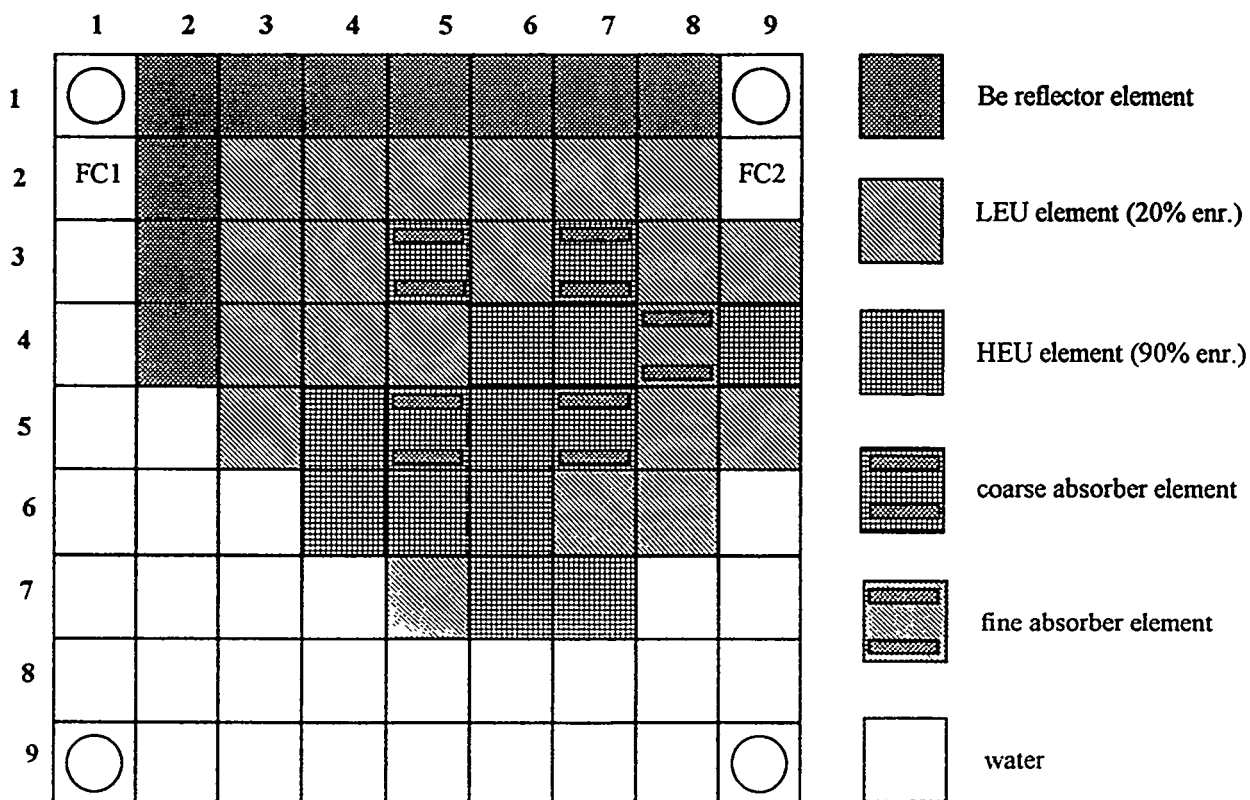 1 2 3 4 5 6 7 8 9
1
Be reflector element
2
FC1
FC2
LEU element (20% enr.)
3
4
HEU element (90% enr.)
5
6
coarse absorber element
7
fine absorber element
8
9
water